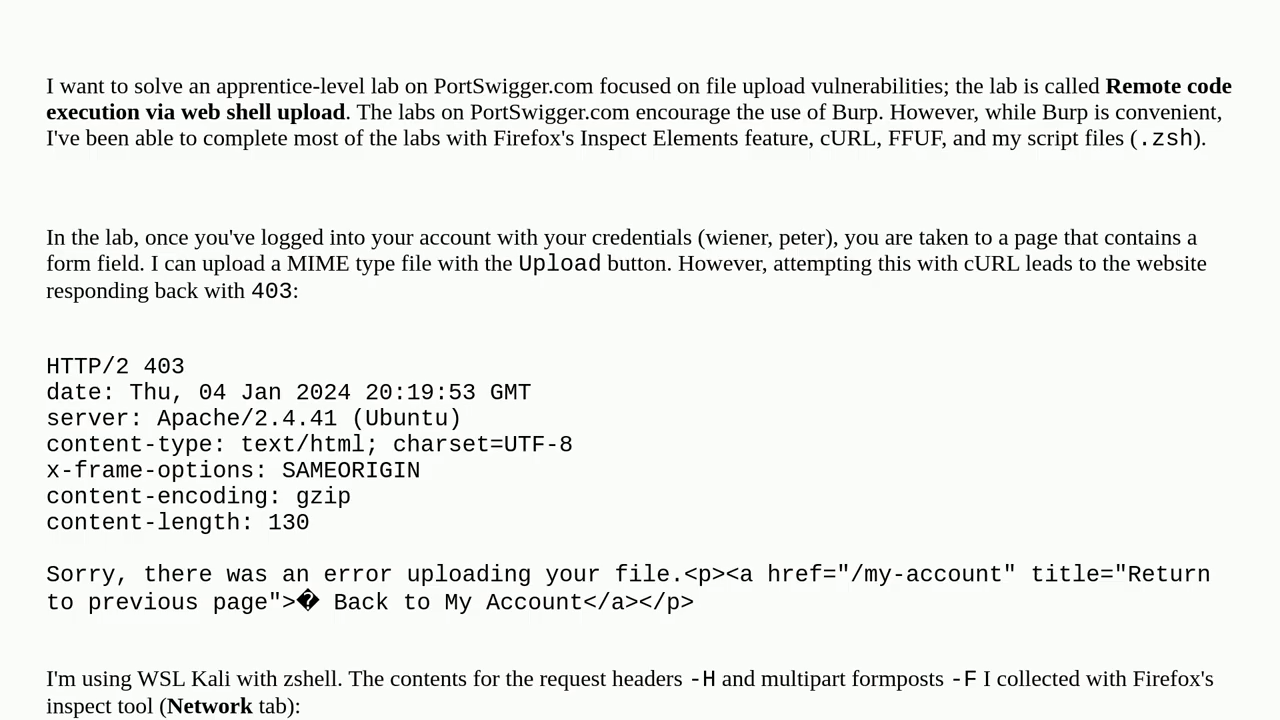 I want to solve an apprentice-level lab on PortSwigger.com focused on file upload vulnerabilities; the lab is called Remote code
execution via web shell upload. The labs on PortSwigger.com encourage the use of Burp. However, while Burp is convenient,
I've been able to complete most of the labs with Firefox's Inspect Elements feature, cURL, FFUF, and my script files (.zsh).
In the lab, once you've logged into your account with your credentials (wiener, peter), you are taken to a page that contains a
form field. I can upload a MIME type file with the Upload button. However, attempting this with cURL leads to the website
responding back with 403:
HTTP/2 403
date: Thu, 04 Jan 2024 20:19:53 GMT
server: Apache/2.4.41 (Ubuntu)
content-type: text/html; charset=UTF-8
x-frame-options: SAMEORIGIN
content-encoding: gzip
content-length: 130
Sorry, there was an error uploading your file.<p><a href="/my-account" title="Return
to previous page">� Back to My Account</a></p>
I'm using WSL Kali with zshell. The contents for the request headers -H and multipart formposts -F I collected with Firefox's
inspect tool (Network tab):